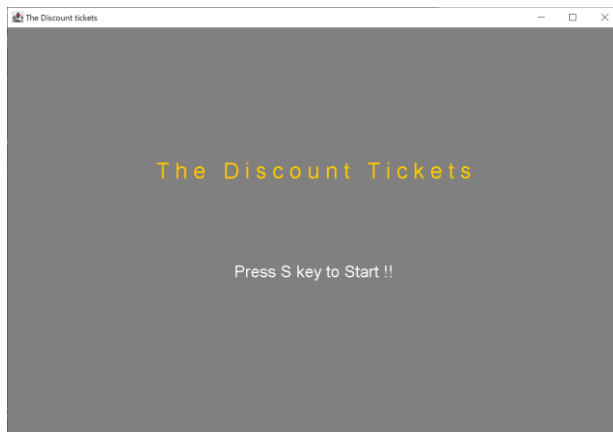 The Discount tickets
The Discount Tickets
Press S key to Start !!